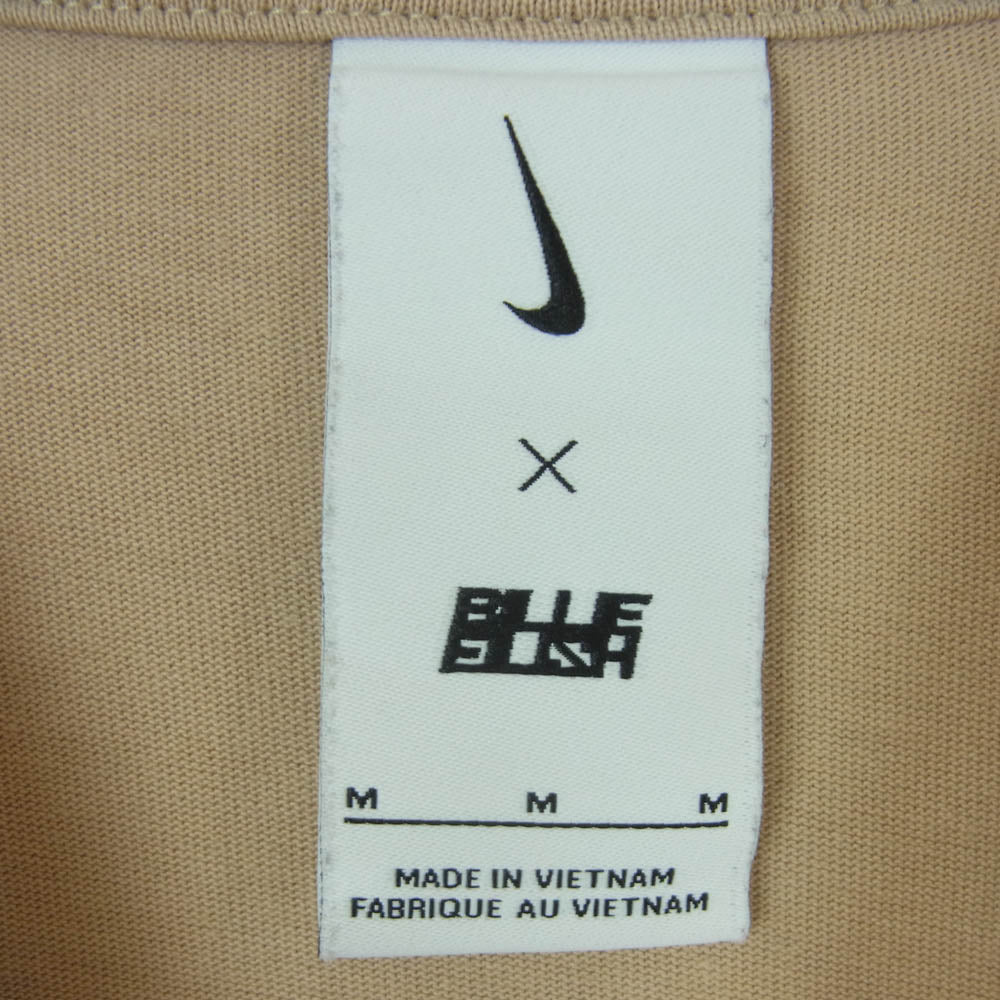 ×
BILLIE
EILISH
M M M
MADE IN VIETNAM
FABRIQUE AU VIETNAM